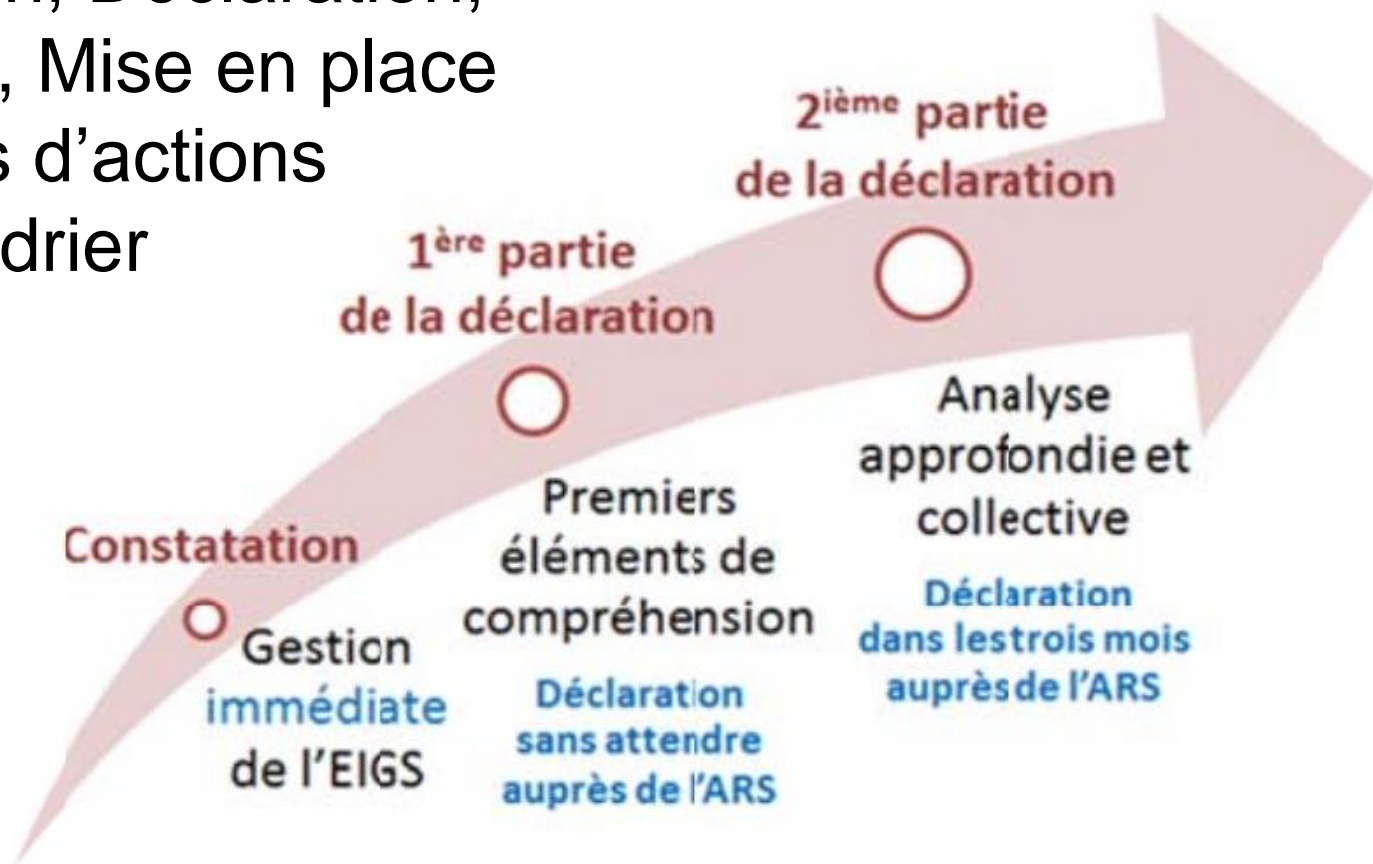 n, Déclaration,
, Mise en place
s d’actions
drier
2ième partie
de la déclaration
1ère partie
de la déclaration
Constatation
Gestion
immédiate
de l’EIGS
Premiers
éléments de
compréhension
Déclaration
sans attendre
auprès de l’ARS
Analyse
approfondie et
collective
Déclaration
dans les trois mois
auprès de l’ARS